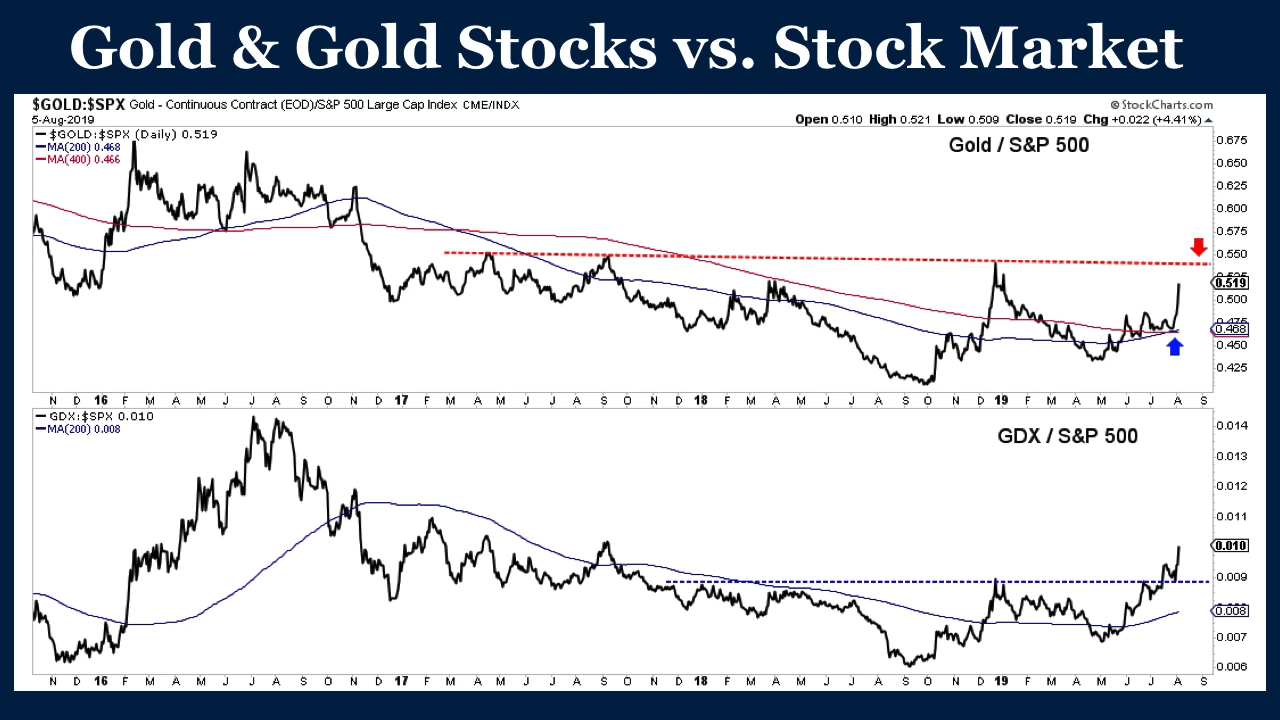 Gold & Gold Stocks vs. Stock Market
$GOLD:$SPX Gold - Continuous Contract (EOD)/S&P 500 Large Cap Index CME/INDX
© StockCharts.com
5-Aug-2019
Open 0.510 High 0.521 Low 0.509 Close 0.519 Chg +0.022 (+4.41%)
$GOLD:$SPX (Daily) 0.519
MA(200) 0.468
MA(400) 0.466
Gold / S&P 500
0.675
0.650
0.625
0.600
0.575
0.550
0.525
0.519
0.500
0.475
0.468
0.450
0.425
N D 16 F M A M J J A S O N D 17 F M A M J J A S O N D 18 F M A M J J A S O N D 19 F M A M J J A S
GDX:$SPX 0.010
MA(200) 0.008
GDX / S&P 500
0.014
0.013
0.012
0.011
0.010
0.009
0.008
0.007
0.006
N D 16 F M A M J J A S O N D 17 F M A M J J A S O N D 18 F M A M J J A S O N D 19 F M A M J J A S